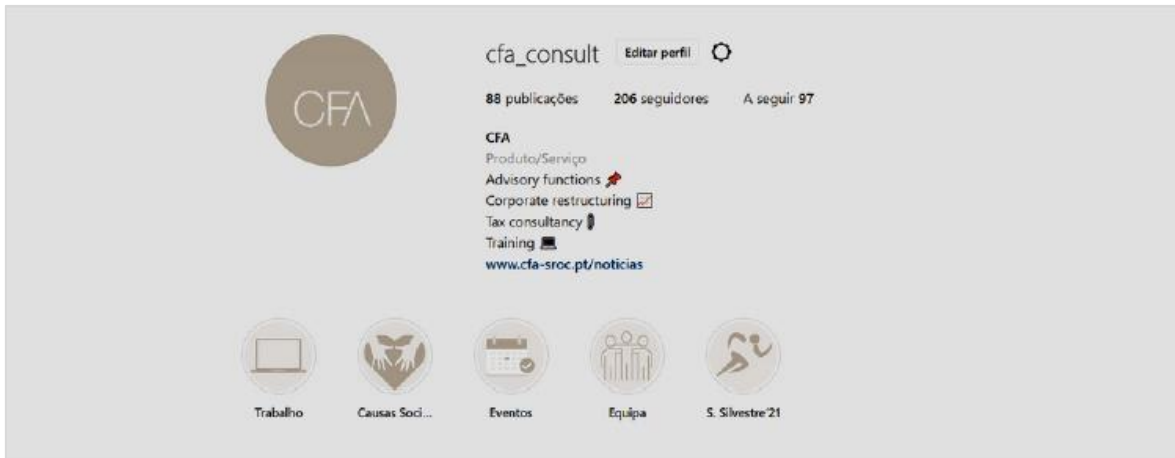 CFA
cfa_consult Editar perfil
88 publicações 206 seguidores A seguir 97
CFA
Produto/Serviço
Advisory functions
Corporate restructuring
Tax consultancy
Training
www.cfa-sroc.pt/noticias
Trabalho Causas Soci... Eventos Equipa S. Silvestre'21